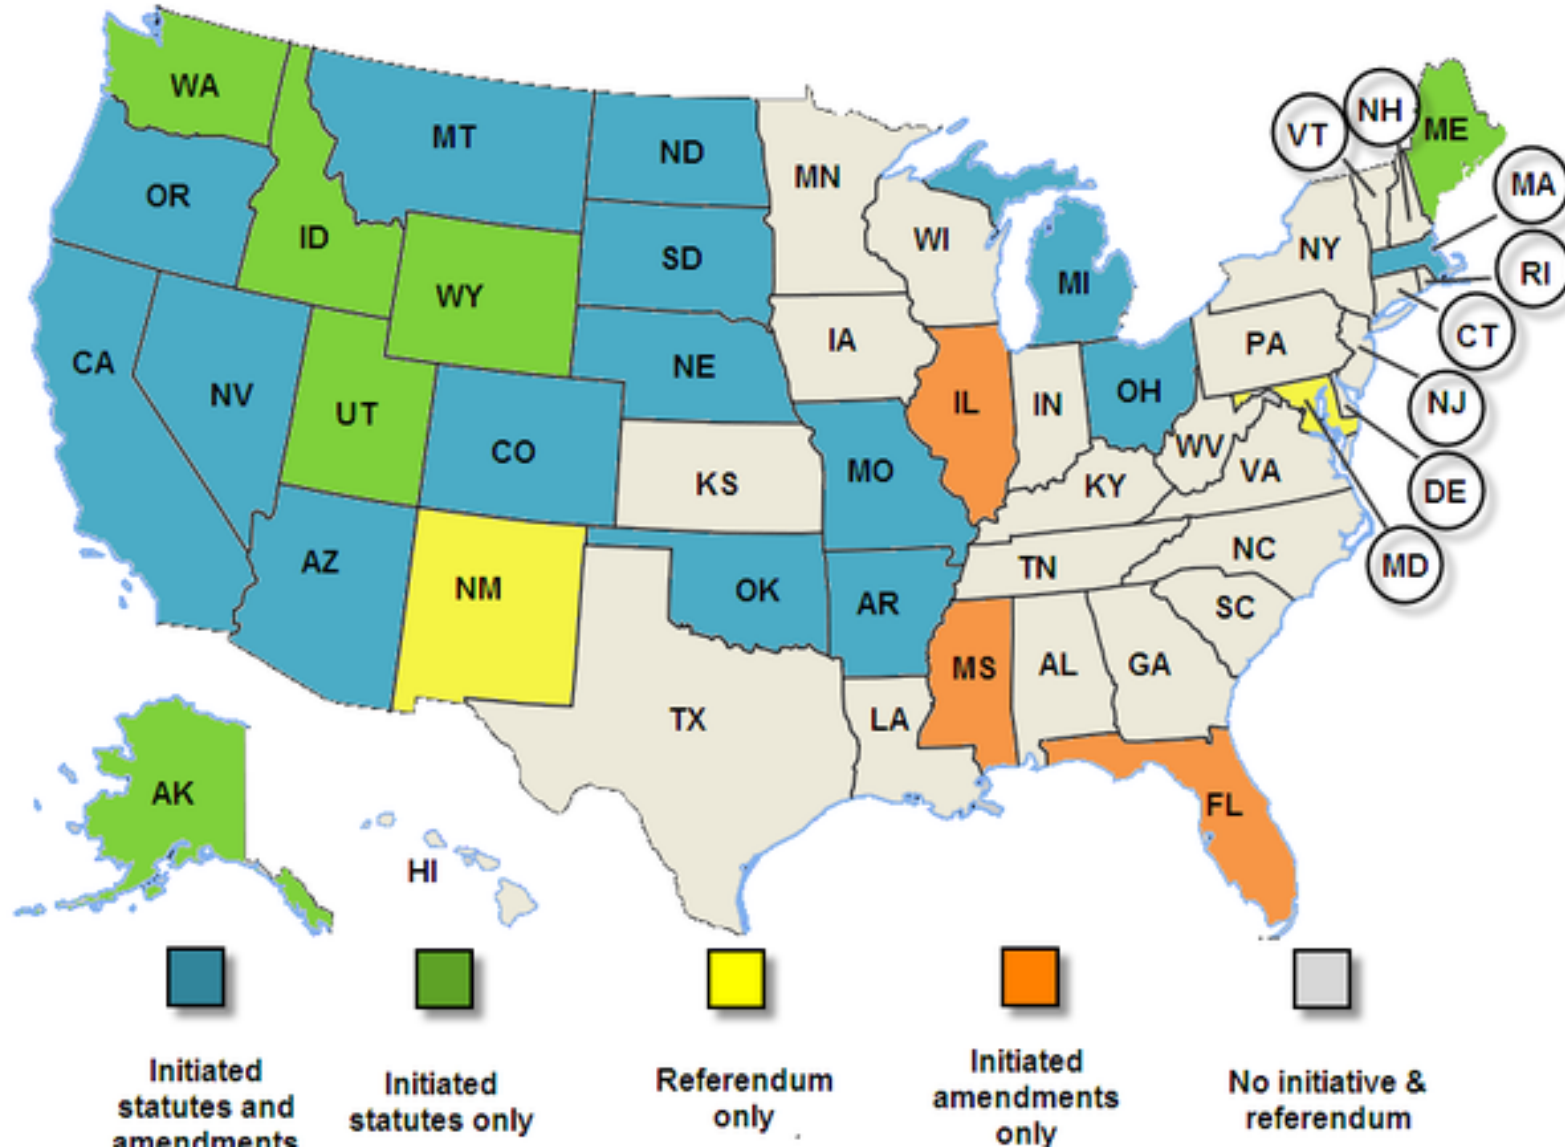 WA
MT
ND
MN
VT
NH
ME
OR
ID
WY
SD
WI
MI
NY
MA
RI
CA
NV
UT
CO
NE
IA
IL
IN
OH
PA
CT
NJ
KS
MO
KY
WV
VA
DE
AZ
NM
OK
AR
TN
NC
MD
SC
TX
LA
MS
AL
GA
AK
HI
FL
Initiated
statutes and
amendments
Initiated
statutes only
Referendum
only
Initiated
amendments
only
No initiative &
referendum